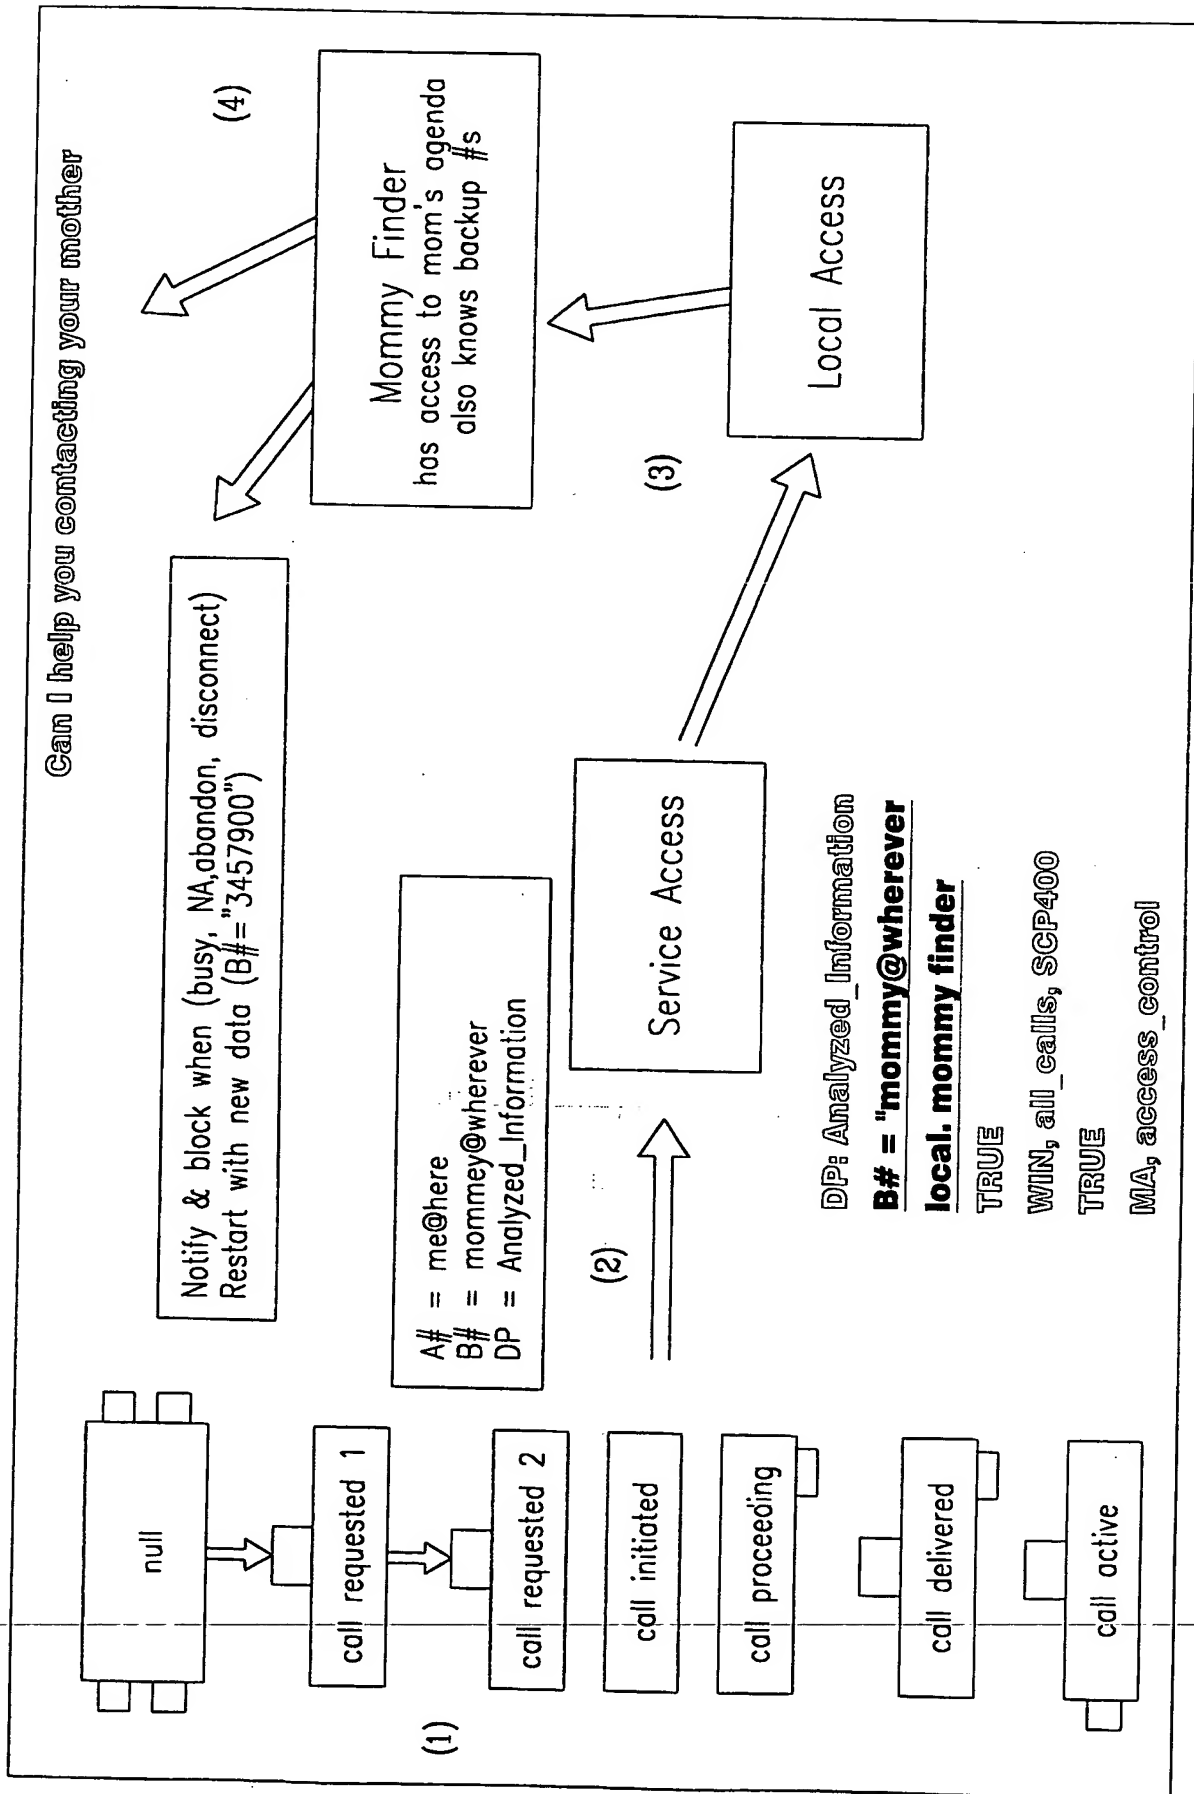 Can I help you contacting your mother
(4)
Mommy Finder
has access to mom's agenda
also knows backup #s
Notify & block when (busy, NA,abandon, disconnect)
Restart with new data (B#="3457900")
null
(1)
call requested 1
call requested 2
call initiated
call proceeding
call delivered
call active
A# = me@here
B# = mommey@wherever
DP = Analyzed_Information
(2)
Service Access
(3)
Local Access
DP: Analyzed_Information
B# = "mommy@wherever
local. mommy finder
TRUE
WIN, all_calls, SCP400
TRUE
MA, access_control